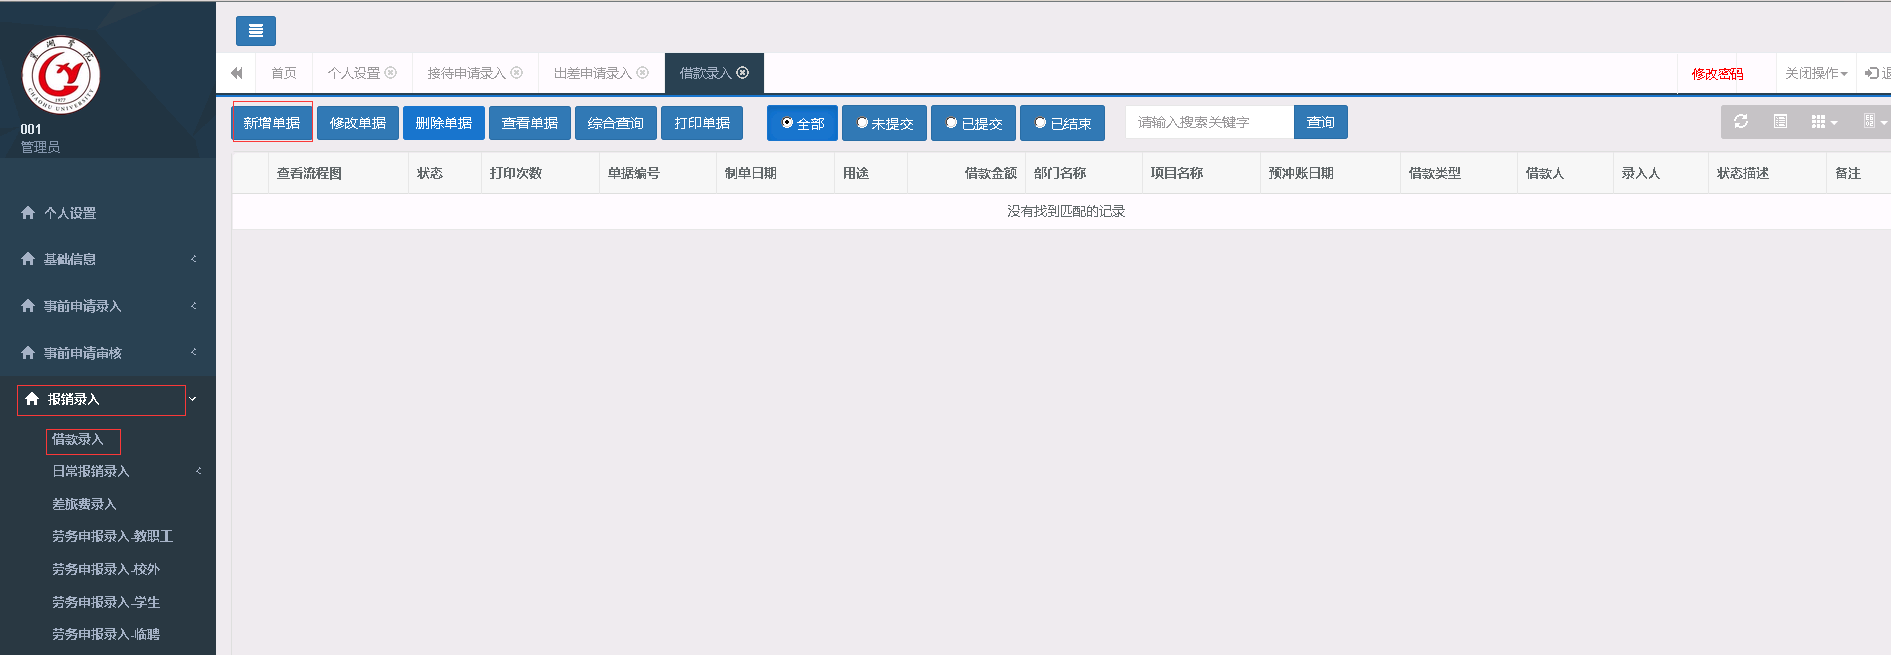 巢湖学院
1977
CHAOHU UNIVERSITY
001
管理员
个人设置
基础信息
事前申请录入
事前申请审核
报销录入
借款录入
日常报销录入
差旅费录入
劳务申报录入-教职工
劳务申报录入-校外
劳务申报录入-学生
劳务申报录入-临聘
首页 个人设置 接待申请录入 出差申请录入 借款录入 修改密码 关闭操作
新增单据 修改单据 删除单据 查看单据 综合查询 打印单据 全部 未提交 已提交 已结束 请输入搜索关键字 查询
查看流程图 状态 打印次数 单据编号 制单日期 用途 借款金额 部门名称 项目名称 预冲账日期 借款类型 借款人 录入人 状态描述 备注
没有找到匹配的记录